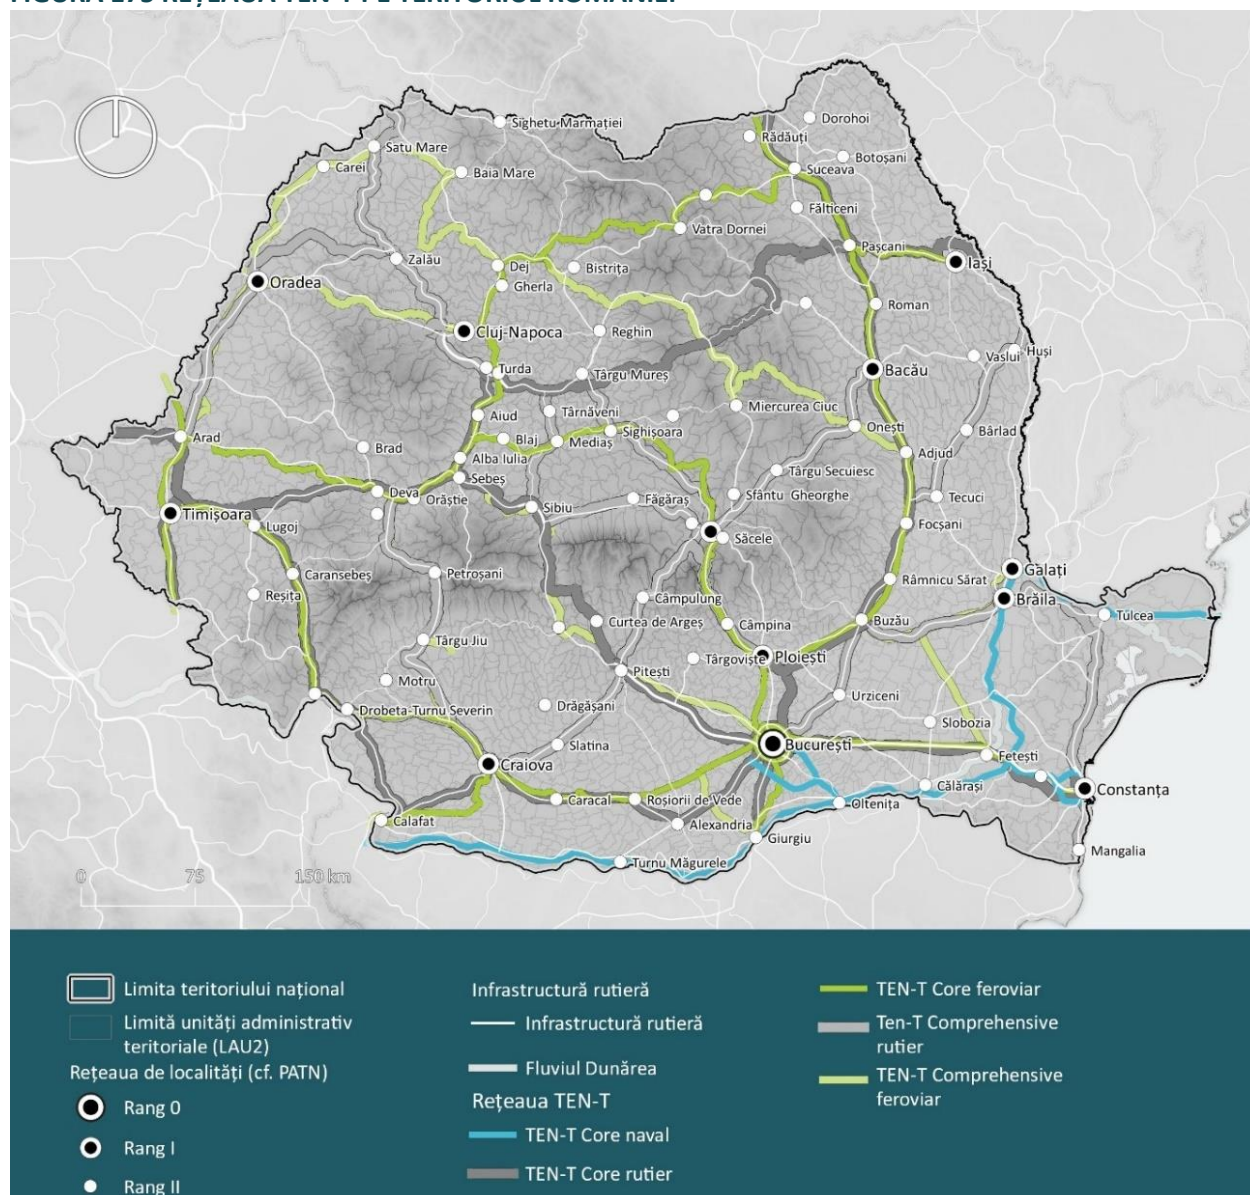 Sighetu Marmației
Dorohoi
Rădăuți
Satu Mare
Botoșani
Carei
Baia Mare
Suceava
Fălticeni
Vatra Dornei
Pașcani
Zalău
Dej
Bistrița
Iași
Oradea
Gherla
Roman
Cluj-Napoca
Reghin
Huși
Vaslui
Turda
Târgu Mureș
Bacău
Miercurea Ciuc
Aiud
Târnăveni
Onești
Arad
Brad
Blaj
Mediaș
Sighișoara
Bârlad
Alba Iulia
Adjud
Sebeș
Târgu Secuiesc
Deva
Orăștie
Făgăraș
Sfântu Gheorghe
Tecuci
Timișoara
Sibiu
Lugoj
Focșani
Săcele
Galați
Caransebeș
Petroșani
Râmnicu Sărat
Reșița
Câmpulung
Brăila
Curtea de Argeș
Câmpina
Buzău
Tulcea
Târgu Jiu
Târgoviște
Ploiești
Pitești
Motru
Urziceni
Drobeta-Turnu Severin
Drăgășani
Slobozia
Slatina
București
Fetești
Craiova
Călărași
Constanța
Caracal
Roșiorii de Vede
Oltenița
Calafat
Alexandria
Giurgiu
Mangalia
Turnu Măgurele
0 75 150 km
Limita teritoriului național
Limită unități administrativ
teritoriale (LAU2)
Rețeaua de localități (cf. PATN)
Rang 0
Rang I
Rang II
Infrastructură rutieră
Infrastructură rutieră
Fluviul Dunărea
Rețeaua TEN-T
TEN-T Core naval
TEN-T Core rutier
TEN-T Core feroviar
Ten-T Comprehensive
rutier
TEN-T Comprehensive
feroviar